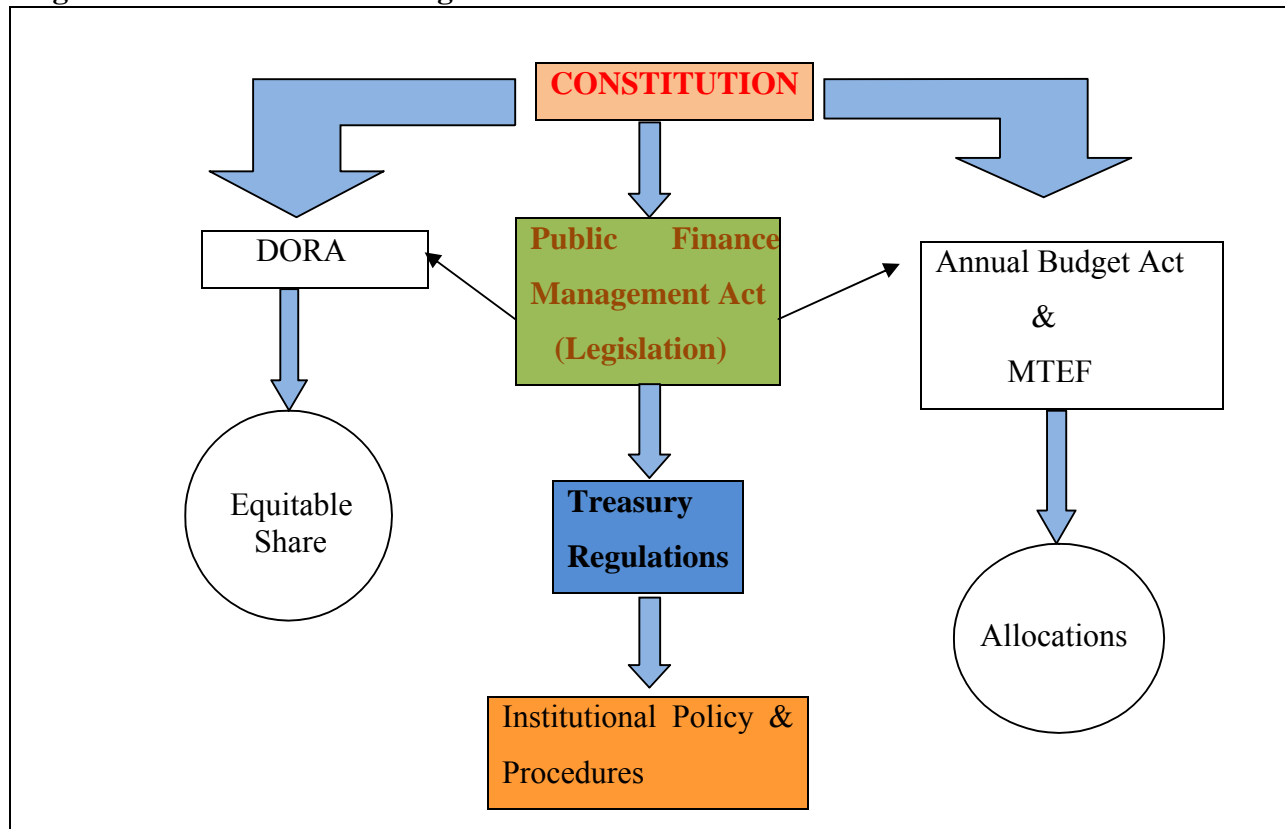 CONSTITUTION
DORA
Public Finance
Management Act
(Legislation)
Annual Budget Act
&
MTEF
Equitable
Share
Treasury
Regulations
Allocations
Institutional Policy &
Procedures